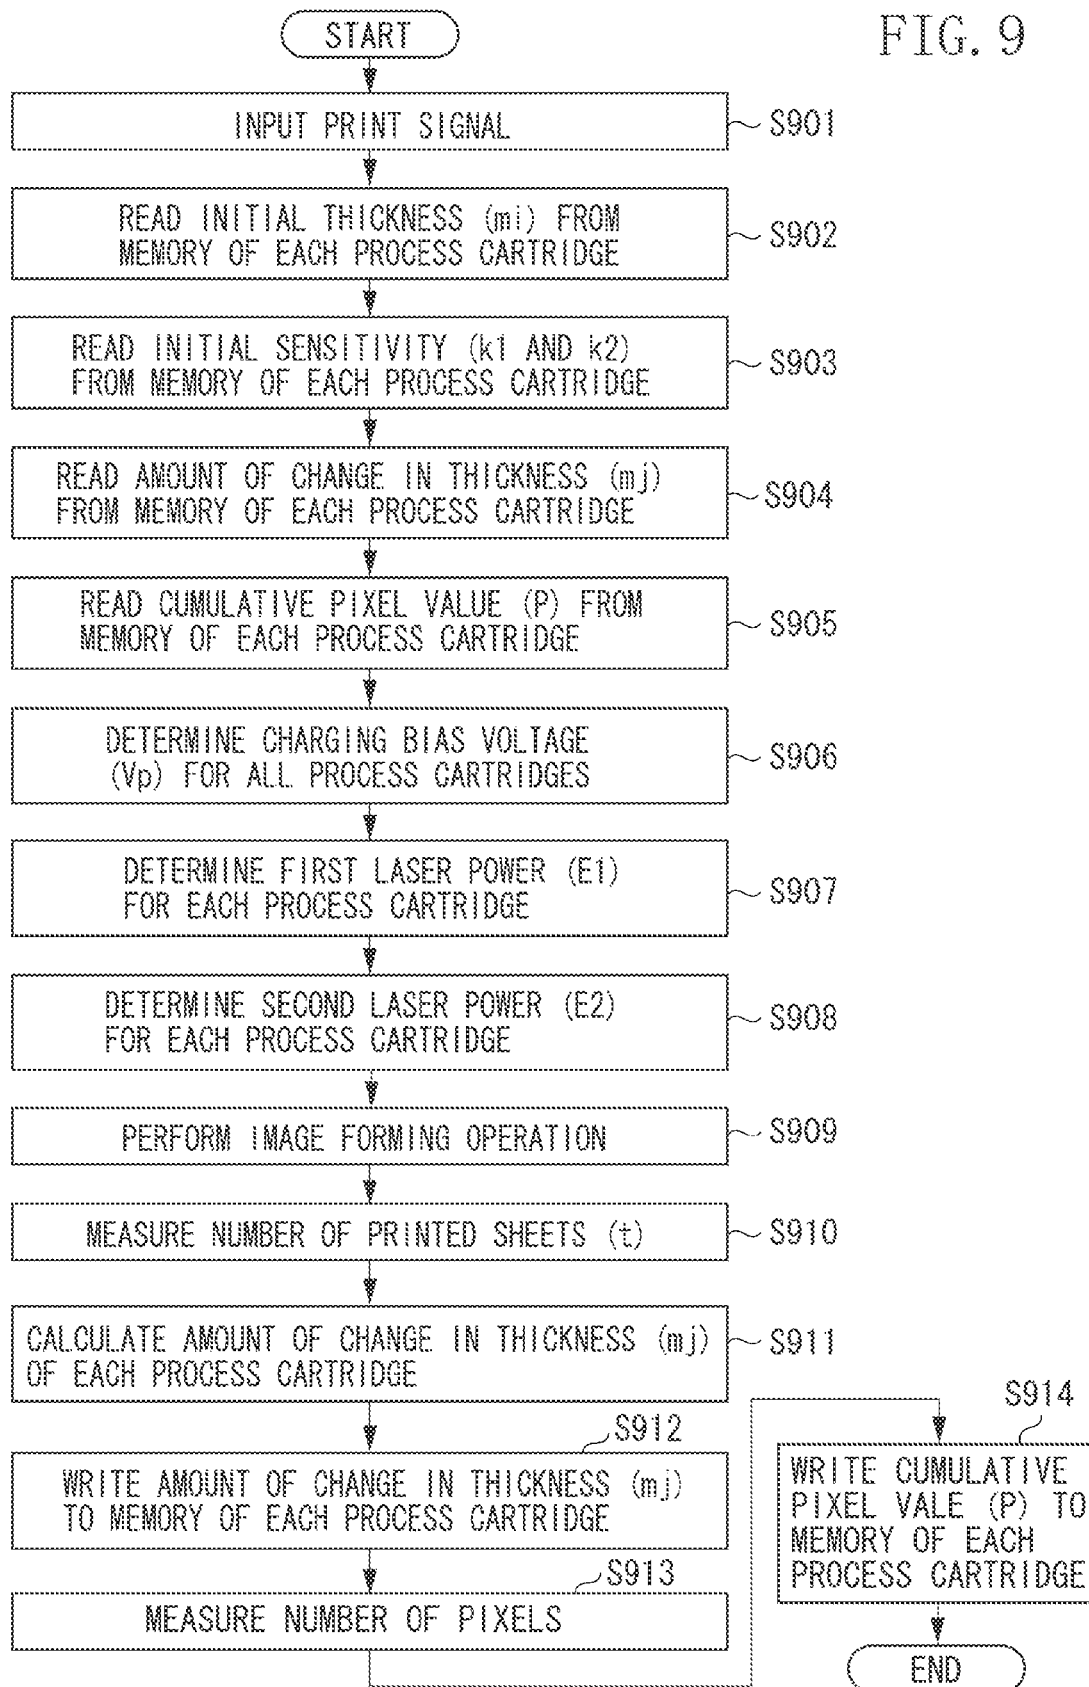 FIG. 9
START
INPUT PRINT SIGNAL
S901
READ INITIAL THICKNESS (mi) FROM
MEMORY OF EACH PROCESS CARTRIDGE
S902
READ INITIAL SENSITIVITY (k1 AND k2)
FROM MEMORY OF EACH PROCESS CARTRIDGE
S903
READ AMOUNT OF CHANGE IN THICKNESS (mj)
FROM MEMORY OF EACH PROCESS CARTRIDGE
S904
READ CUMULATIVE PIXEL VALUE (P) FROM
MEMORY OF EACH PROCESS CARTRIDGE
S905
DETERMINE CHARGING BIAS VOLTAGE
(Vp) FOR ALL PROCESS CARTRIDGES
S906
DETERMINE FIRST LASER POWER (E1)
FOR EACH PROCESS CARTRIDGE
S907
DETERMINE SECOND LASER POWER (E2)
FOR EACH PROCESS CARTRIDGE
S908
PERFORM IMAGE FORMING OPERATION
S909
MEASURE NUMBER OF PRINTED SHEETS (t)
S910
CALCULATE AMOUNT OF CHANGE IN THICKNESS (mj)
OF EACH PROCESS CARTRIDGE
S911
S912
WRITE AMOUNT OF CHANGE IN THICKNESS (mj)
TO MEMORY OF EACH PROCESS CARTRIDGE
S913
MEASURE NUMBER OF PIXELS
S914
WRITE CUMULATIVE
PIXEL VALE (P) TO
MEMORY OF EACH
PROCESS CARTRIDGE
END